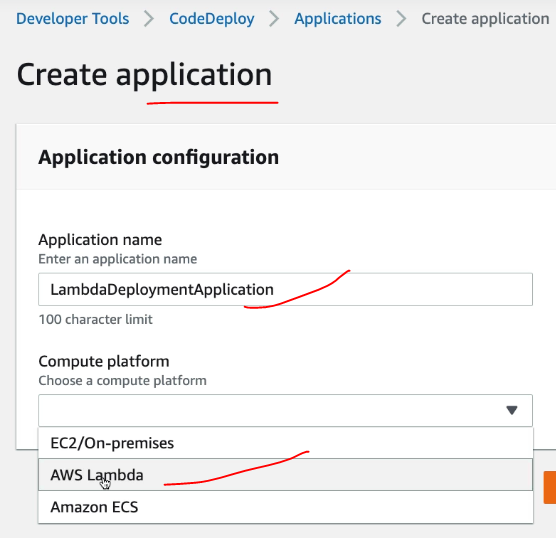 Developer Tools > CodeDeploy > Applications > Create application
Create application
Application configuration
Application name
Enter an application name
LambdaDeploymentApplication
100 character limit
Compute platform
Choose a compute platform
EC2/On-premises
AWS Lambda
Amazon ECS